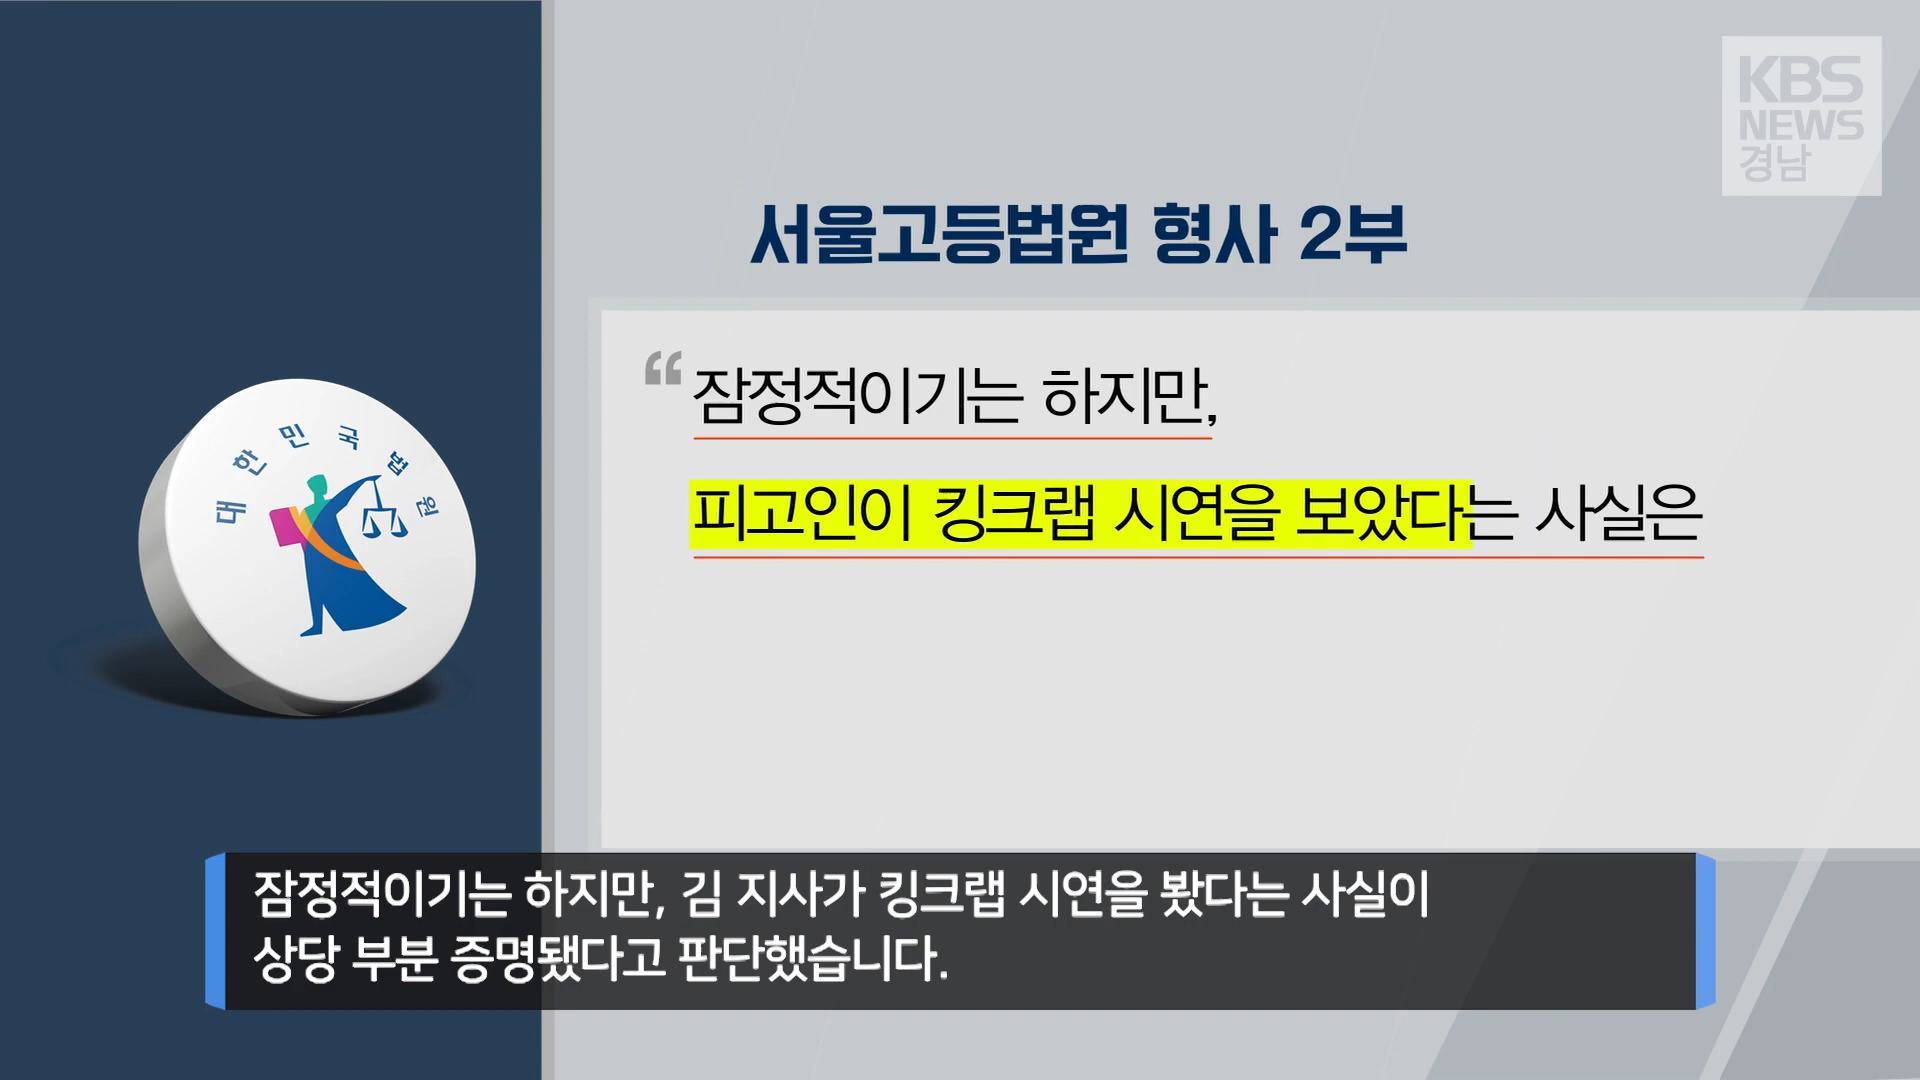 KBS
NEWS
경남
서울고등법원 형사 2부
대한민국법원
“잠정적이기는 하지만,
피고인이 킹크랩 시연을 보았다는 사실은
잠정적이기는 하지만, 김 지사가 킹크랩 시연을 봤다는 사실이
상당 부분 증명됐다고 판단했습니다.